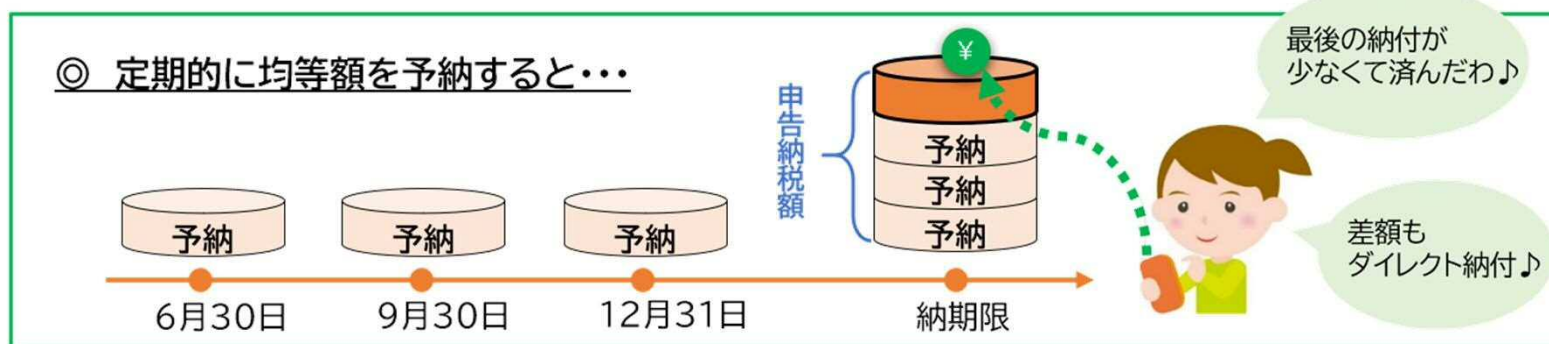 ◎ 定期的に均等額を予納すると･･･
最後の納付が
少なくて済んだわ♪
¥
申告納税額
予納
予納
予納
予納
予納
予納
差額も
ダイレクト納付♪
6月30日
9月30日
12月31日
納期限